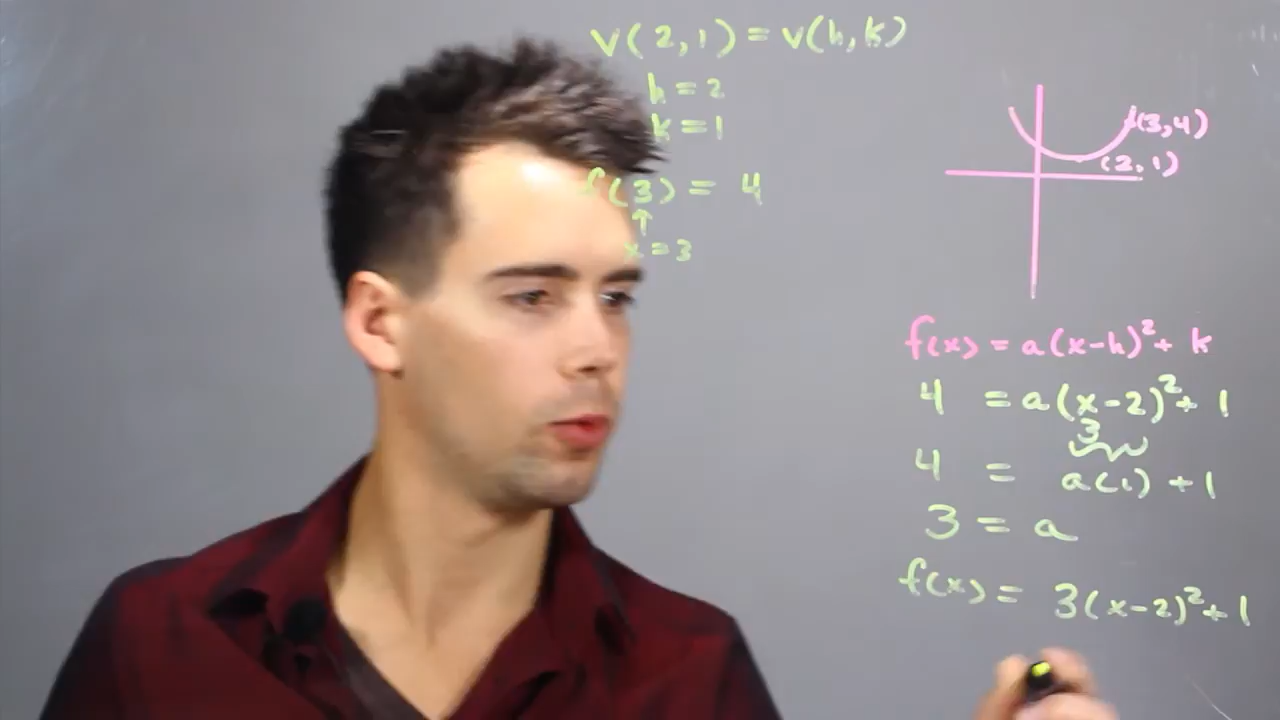 V(2,1) = V(h,k)
h = 2
k = 1
f(3) = 4
↑
x = 3
(3,4)
(2,1)
f(x) = a(x-h)²+ k
4 = a(x-2)²+ 1
3
4 = a(1) + 1
3 = a
f(x) = 3(x-2)²+1